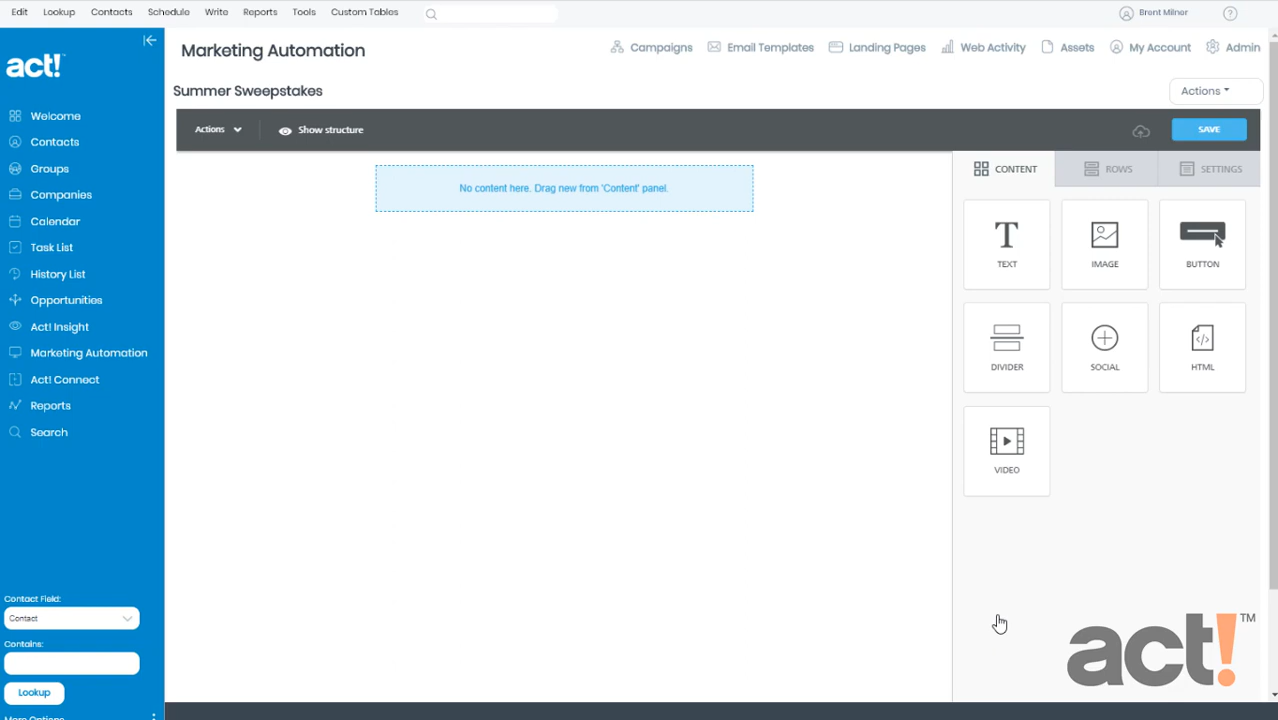 Edit Lookup Contacts Schedule Write Reports Tools Custom Tables Brent Milnor ?
act!
Marketing Automation
Campaigns Email Templates Landing Pages Web Activity Assets My Account Admin
Summer Sweepstakes
Actions
Actions Show structure SAVE
Welcome
Contacts
Groups
Companies
Calendar
Task List
History List
Opportunities
Act! Insight
Marketing Automation
Act! Connect
Reports
Search
No content here. Drag new from 'Content' panel.
CONTENT ROWS SETTINGS
TEXT IMAGE BUTTON
DIVIDER SOCIAL HTML
VIDEO
Contact Field:
Contact
Contains:
Lookup
More Options
act!™